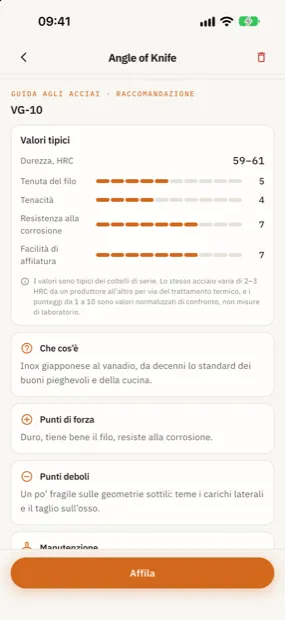 09:41
Angle of Knife
GUIDA AGLI ACCIAI · RACCOMANDAZIONE
VG-10
Valori tipici
Durezza, HRC 59–61
Tenuta del filo 5
Tenacità 4
Resistenza alla
corrosione 7
Facilità di
affilatura 7
I valori sono tipici dei coltelli di serie. Lo stesso acciaio varia di 2–3
HRC da un produttore all'altro per via del trattamento termico, e i
punteggi da 1 a 10 sono valori normalizzati di confronto, non misure
di laboratorio.
Che cos'è
Inox giapponese al vanadio, da decenni lo standard dei
buoni pieghevoli e della cucina.
Punti di forza
Duro, tiene bene il filo, resiste alla corrosione.
Punti deboli
Un po' fragile sulle geometrie sottili: teme i carichi laterali
e il taglio sull'osso.
Manutenzione
Affila